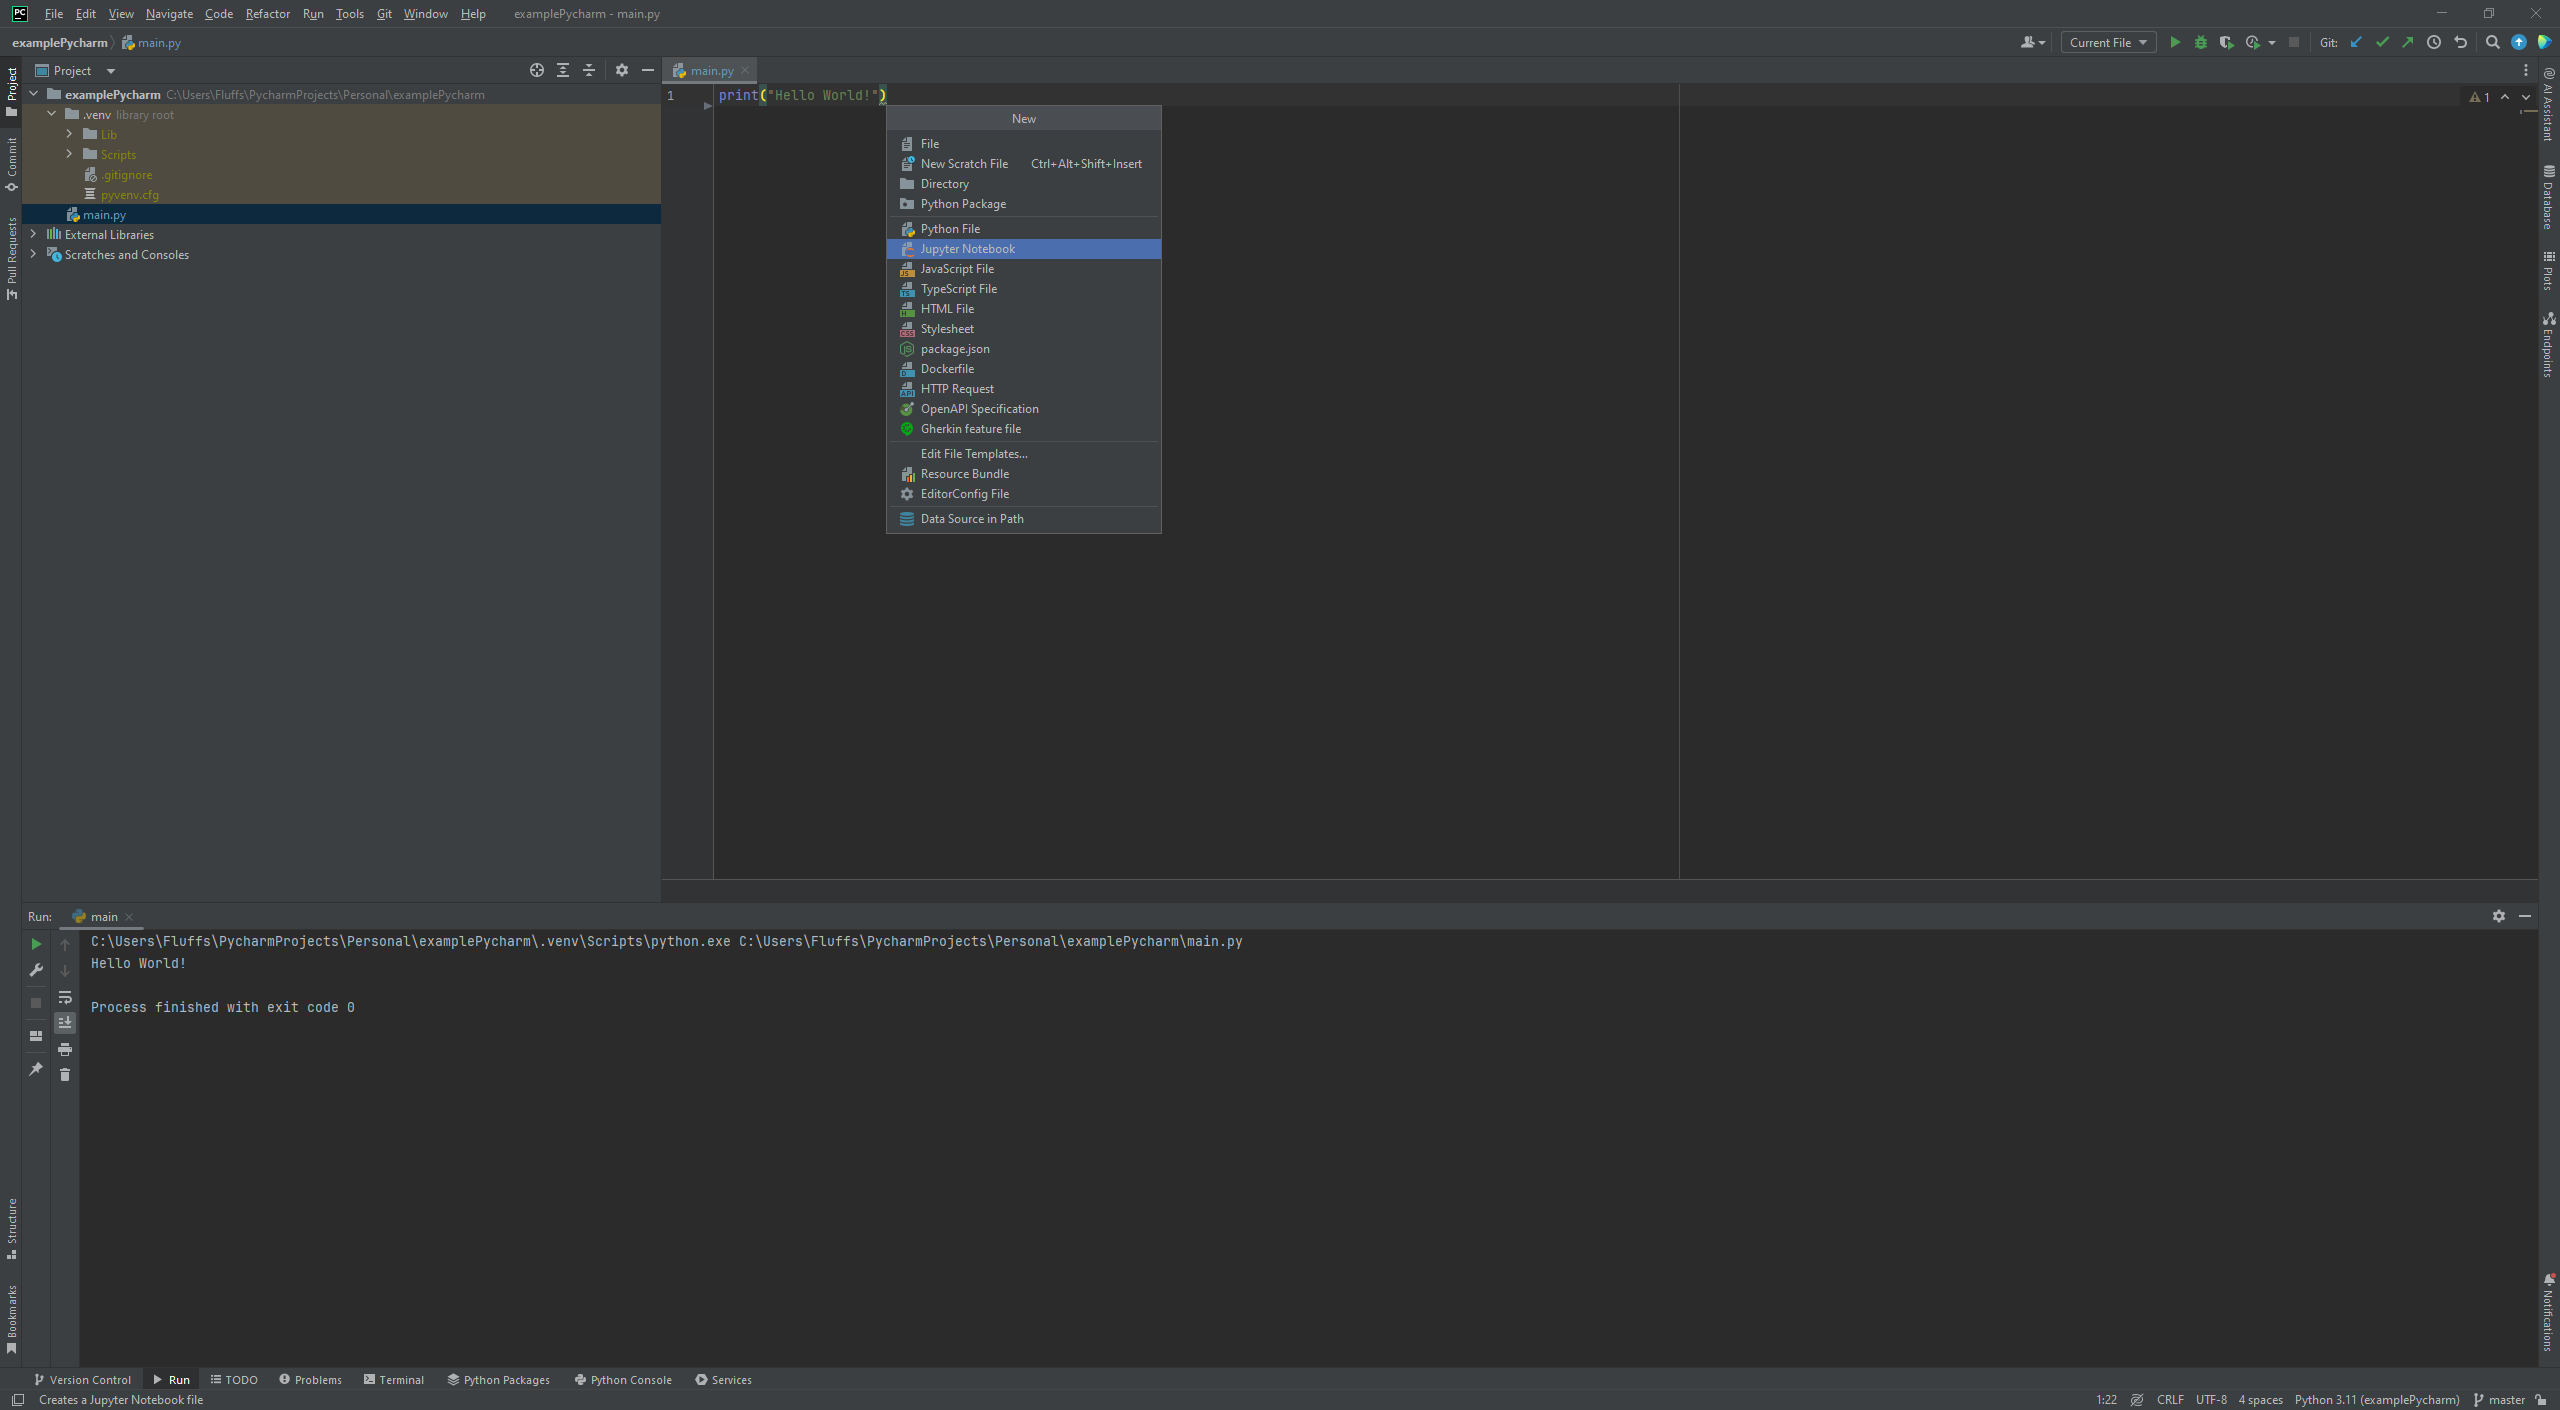 PC File Edit View Navigate Code Refactor Run Tools Git Window Help examplePycharm - main.py
examplePycharm main.py Current File Git:
Project
main.py
1 print("Hello World!") 1
examplePycharm C:\Users\Fluffs\PycharmProjects\Personal\examplePycharm
.venv library root
Lib
Scripts
.gitignore
pyvenv.cfg
main.py
External Libraries
Scratches and Consoles
New
File
New Scratch File Ctrl+Alt+Shift+Insert
Directory
Python Package
Python File
Jupyter Notebook
JavaScript File
TypeScript File
HTML File
Stylesheet
package.json
Dockerfile
HTTP Request
OpenAPI Specification
Gherkin feature file
Edit File Templates...
Resource Bundle
EditorConfig File
Data Source in Path
Project
Commit
Pull Requests
Structure
Bookmarks
AI Assistant
Database
Plots
Endpoints
Notifications
Run: main
C:\Users\Fluffs\PycharmProjects\Personal\examplePycharm\.venv\Scripts\python.exe C:\Users\Fluffs\PycharmProjects\Personal\examplePycharm\main.py
Hello World!
Process finished with exit code 0
Version Control Run TODO Problems Terminal Python Packages Python Console Services
Creates a Jupyter Notebook file 1:22 CRLF UTF-8 4 spaces Python 3.11 (examplePycharm) master